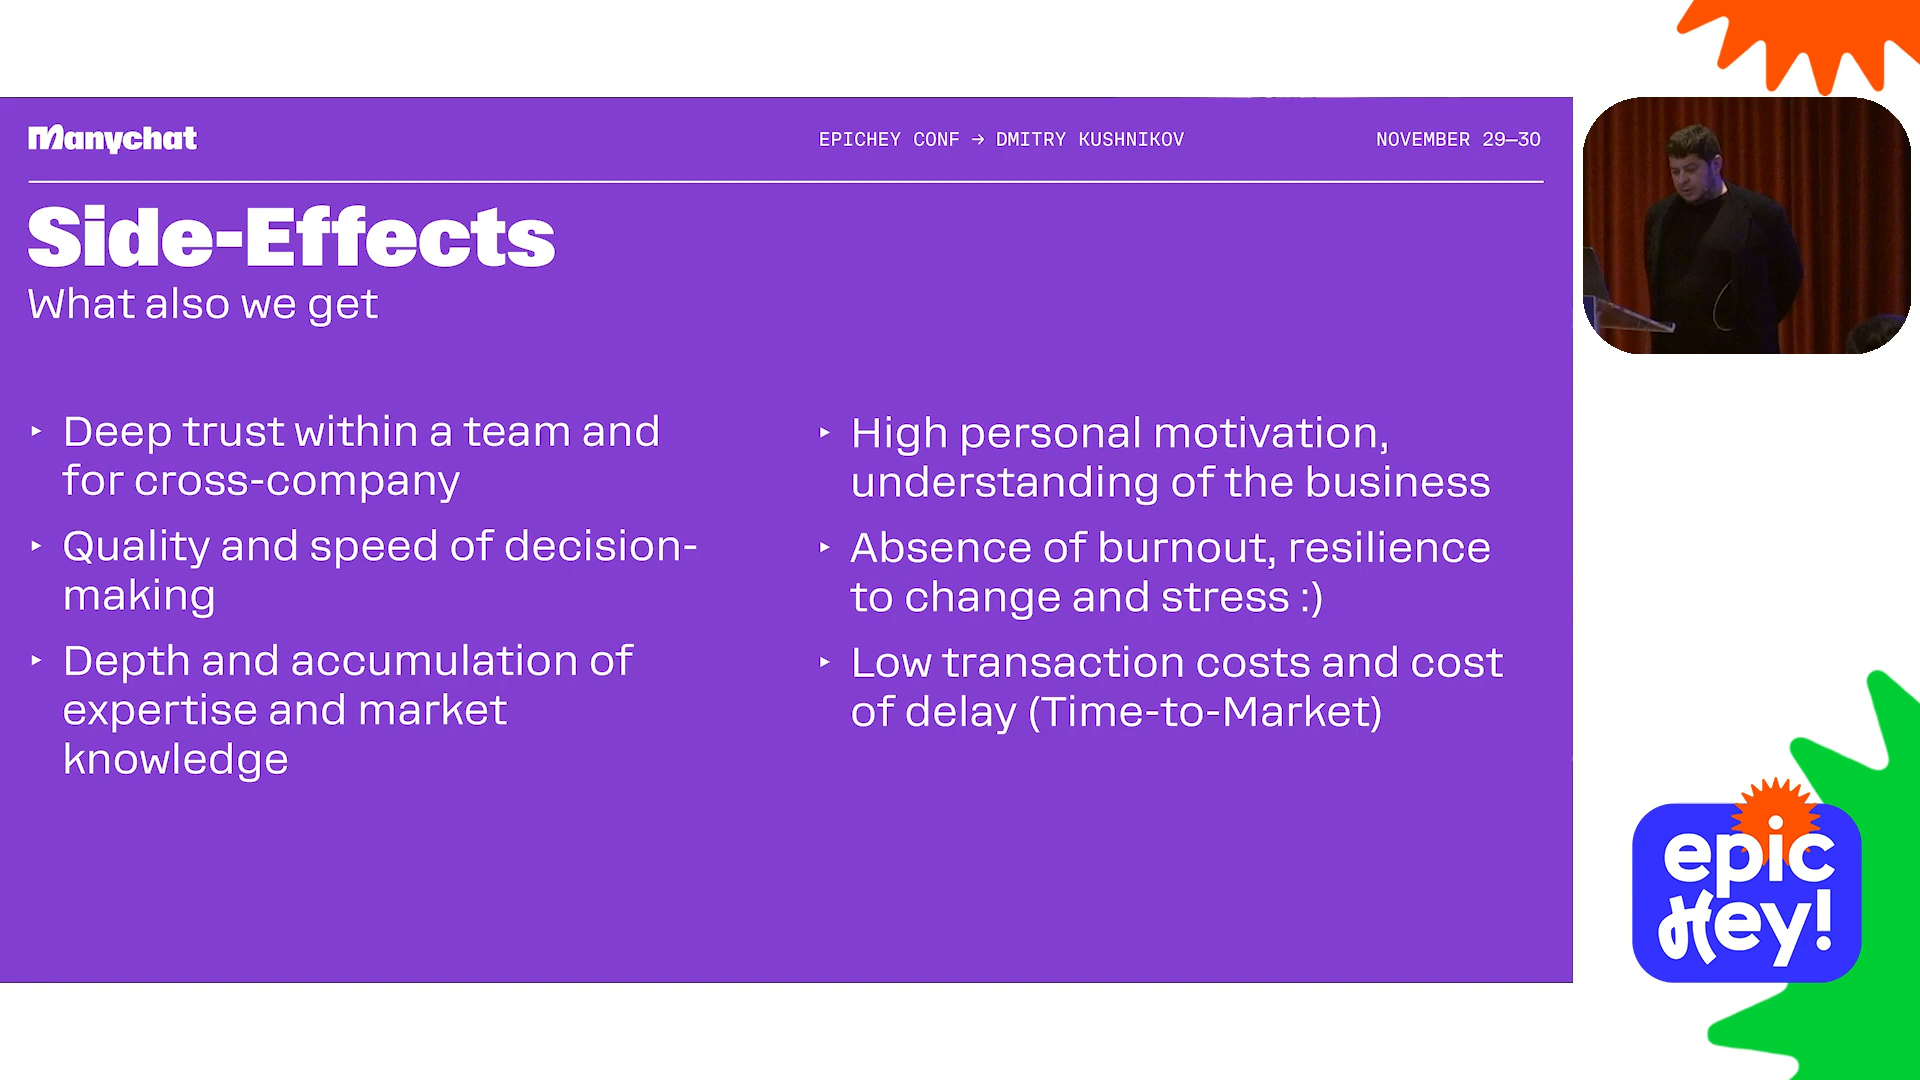 Manychat
EPICHEY CONF → DMITRY KUSHNIKOV
NOVEMBER 29—30
Side-Effects
What also we get
‣ Deep trust within a team and
for cross-company
‣ Quality and speed of decision-
making
‣ Depth and accumulation of
expertise and market
knowledge
‣ High personal motivation,
understanding of the business
‣ Absence of burnout, resilience
to change and stress :)
‣ Low transaction costs and cost
of delay (Time-to-Market)
epic
Hey!